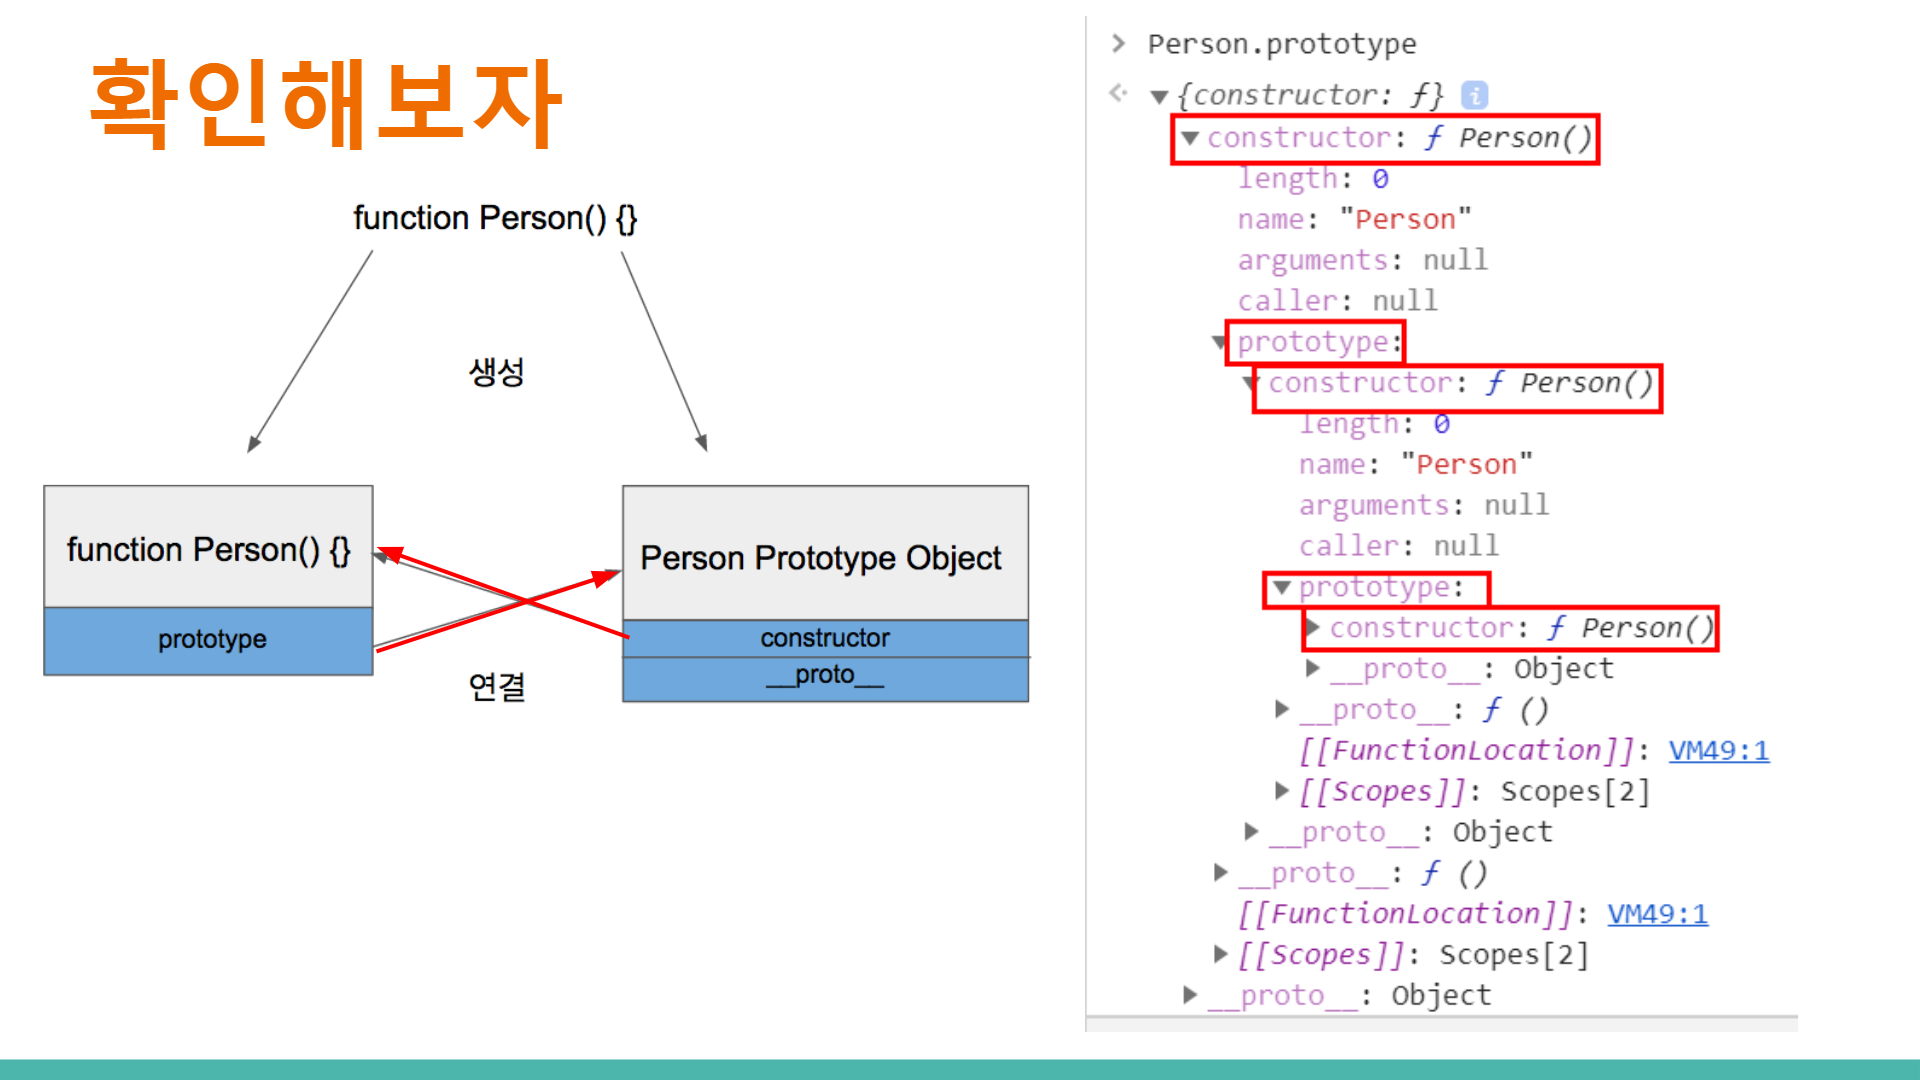 확인해보자
function Person() {}
생성
function Person() {}
prototype
Person Prototype Object
constructor
__proto__
연결
Person.prototype
{constructor: ƒ}
constructor: ƒ Person()
length: 0
name: "Person"
arguments: null
caller: null
prototype:
constructor: ƒ Person()
length: 0
name: "Person"
arguments: null
caller: null
prototype:
constructor: ƒ Person()
__proto__: Object
__proto__: ƒ ()
[[FunctionLocation]]: VM49:1
[[Scopes]]: Scopes[2]
__proto__: Object
__proto__: ƒ ()
[[FunctionLocation]]: VM49:1
[[Scopes]]: Scopes[2]
__proto__: Object